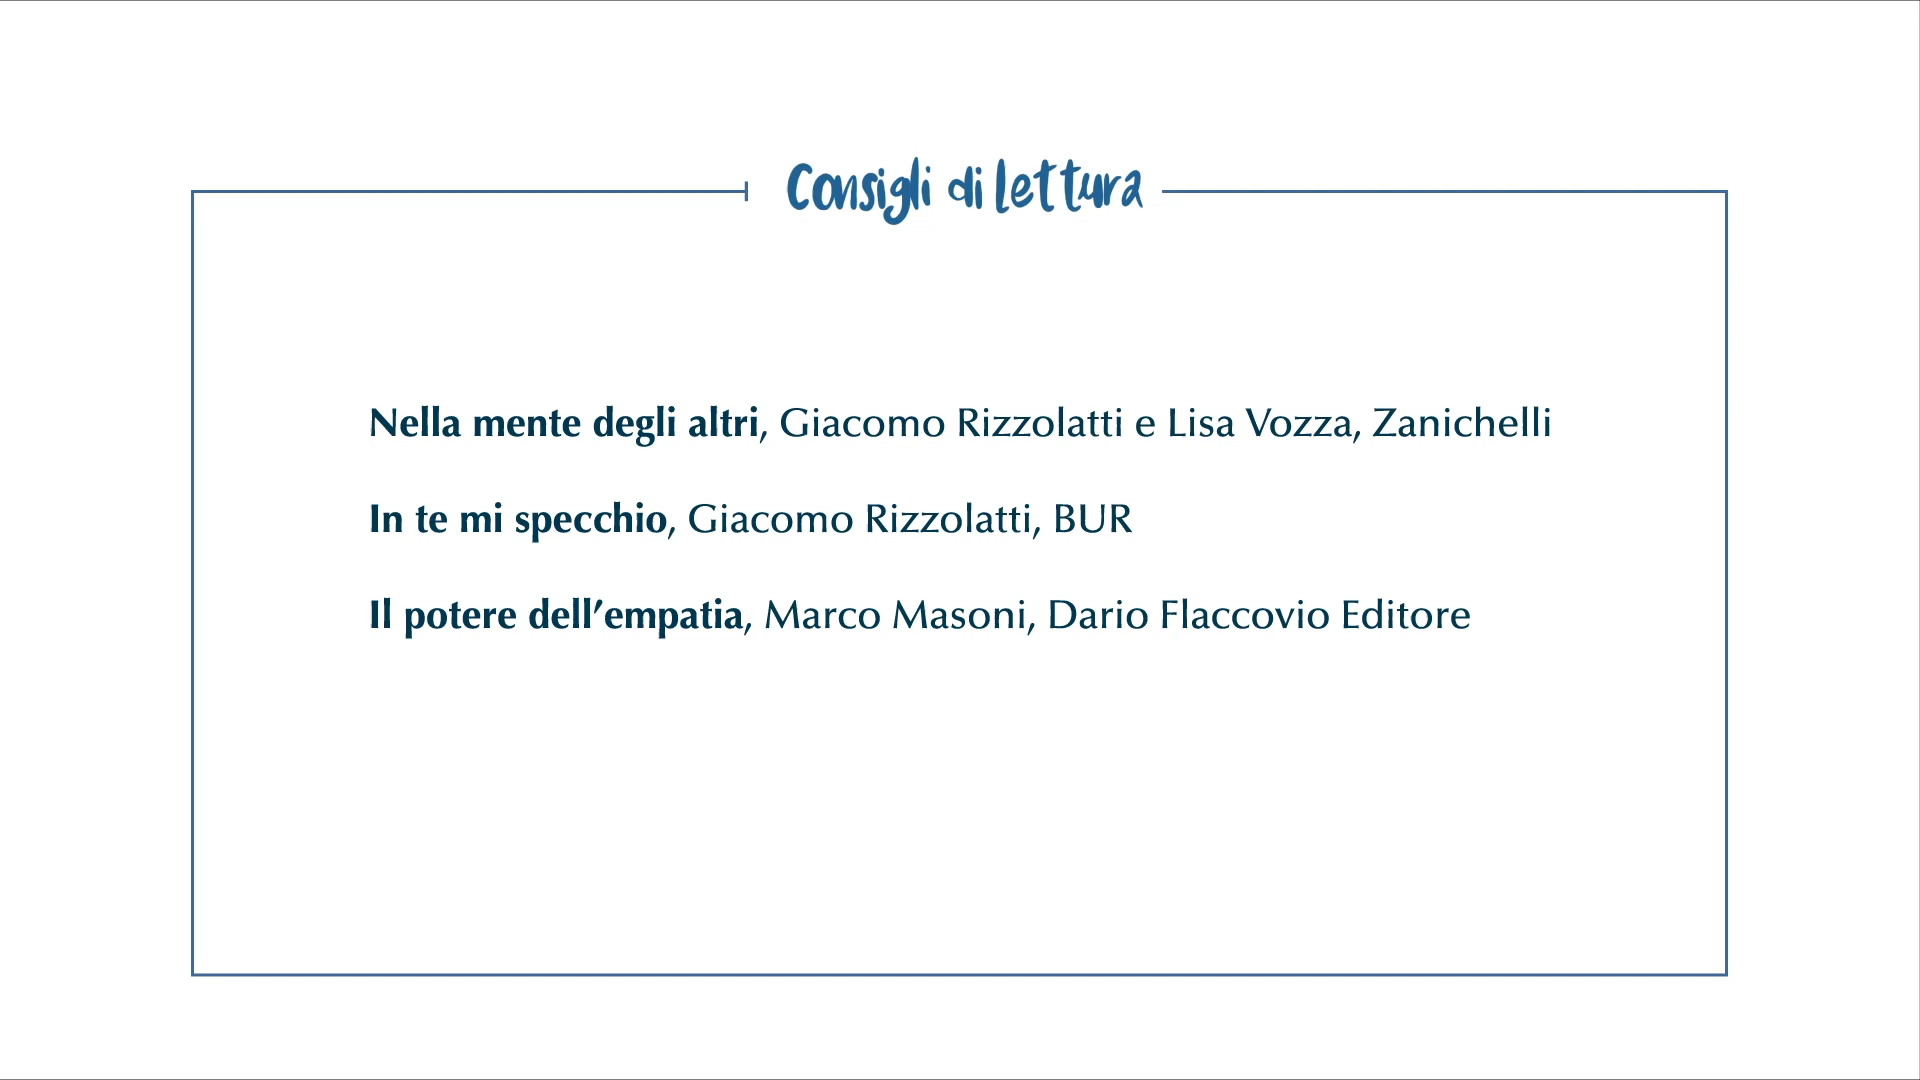 Consigli di lettura
Nella mente degli altri, Giacomo Rizzolatti e Lisa Vozza, Zanichelli
In te mi specchio, Giacomo Rizzolatti, BUR
Il potere dell’empatia, Marco Masoni, Dario Flaccovio Editore